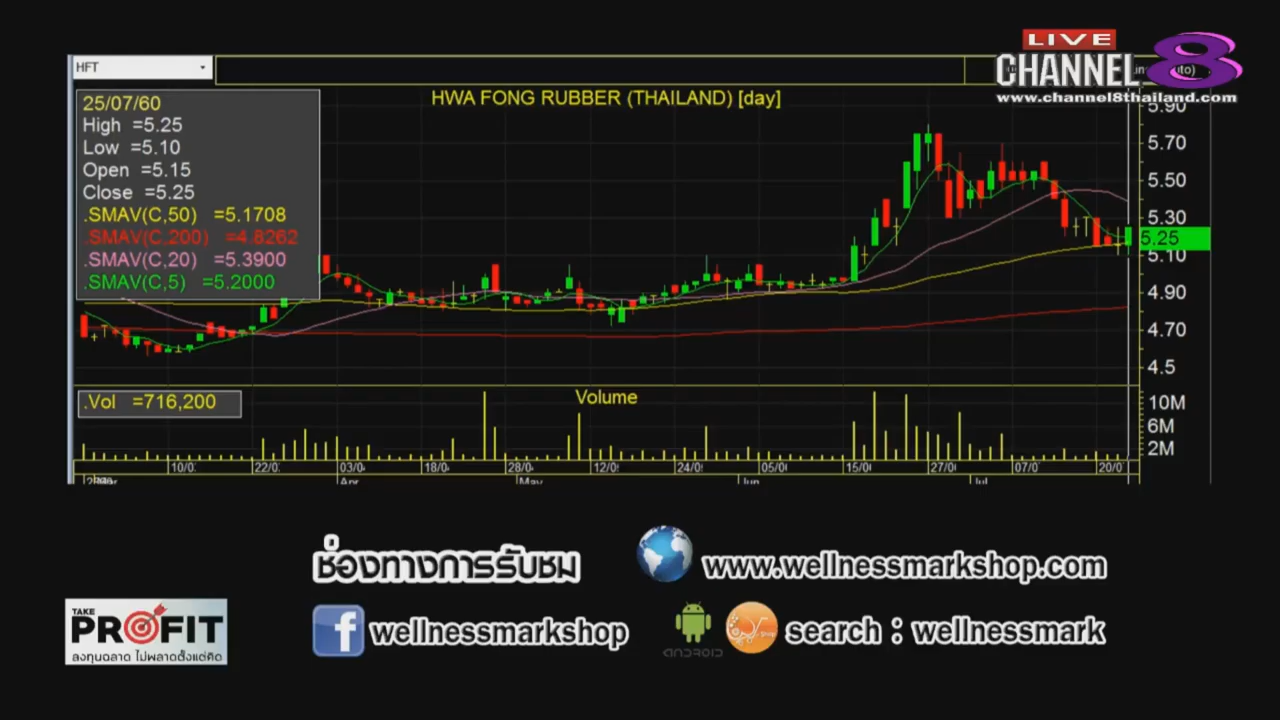 LIVE
CHANNEL 8
www.channel8thailand.com
HFT
HWA FONG RUBBER (THAILAND) [day]
25/07/60
High =5.25
Low =5.10
Open =5.15
Close =5.25
.SMAV(C,50) =5.1708
.SMAV(C,200) =4.8262
.SMAV(C,20) =5.3900
.SMAV(C,5) =5.2000
5.90
5.70
5.50
5.30
5.25
5.10
4.90
4.70
4.5
.Vol =716,200
Volume
10M
6M
2M
10/0 22/0 03/0 18/0 28/0 12/0 24/0 05/0 15/0 27/0 07/0 20/0
Apr May Jun Jul
ช่องทางการรับชม
www.wellnessmarkshop.com
wellnessmarkshop
ANDROID
search : wellnessmark
TAKE
PROFIT
ลงทุนฉลาด ไม่พลาดตั้งแต่คิด